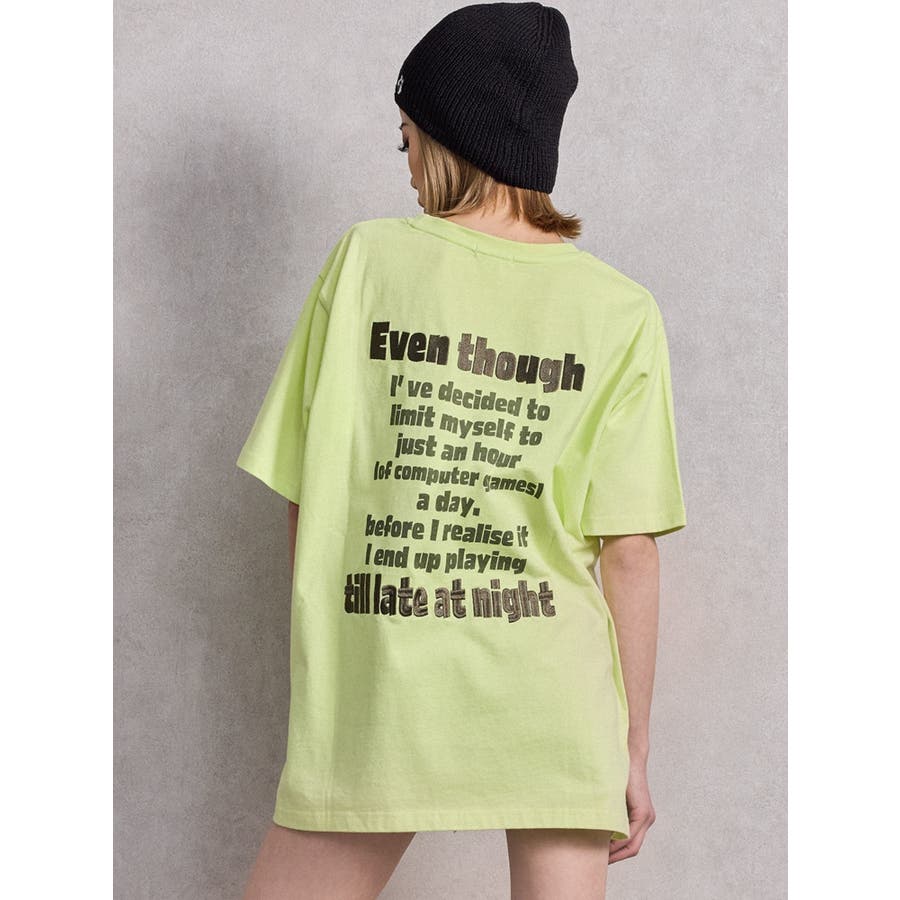 Even though
I' ve decided to
limit myself to
just an hour
(of computer games)
a day.
before I realise it
I end up playing
till late at night